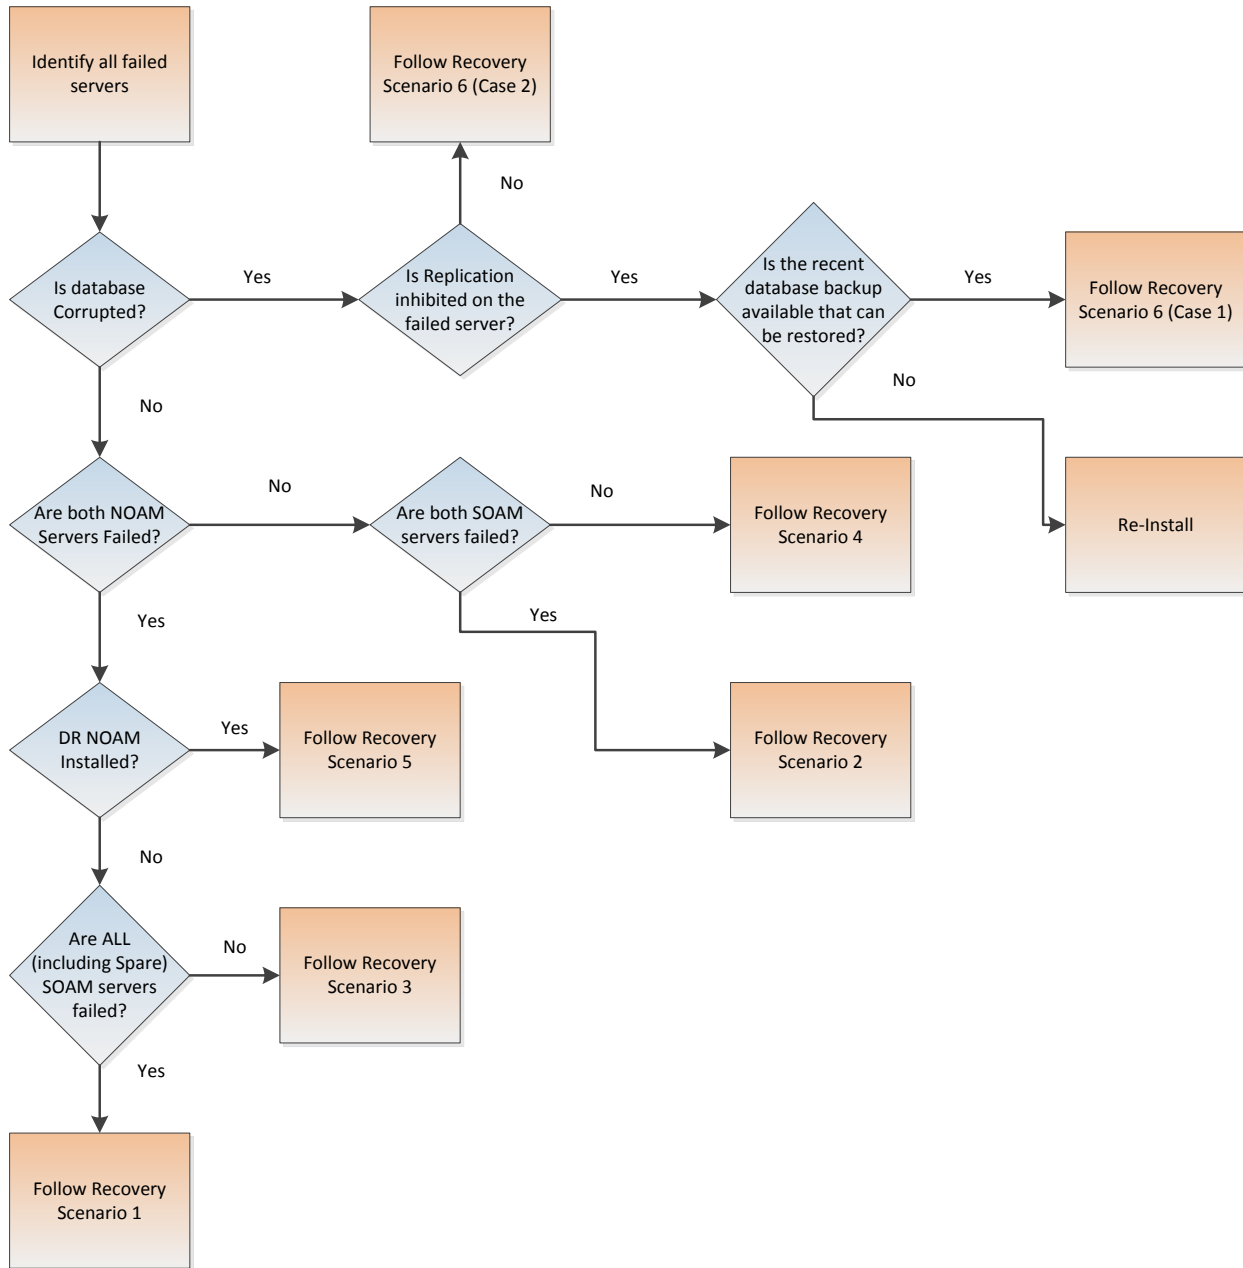 Identify all failed
servers
Follow Recovery
Scenario 6 (Case 2)
No
Is database
Corrupted?
Yes
Is Replication
inhibited on the
failed server?
Yes
Is the recent
database backup
available that can
be restored?
Yes
Follow Recovery
Scenario 6 (Case 1)
No
No
Are both NOAM
Servers Failed?
No
Are both SOAM
servers failed?
No
Follow Recovery
Scenario 4
Re-Install
Yes
Yes
DR NOAM
Installed?
Yes
Follow Recovery
Scenario 5
Follow Recovery
Scenario 2
No
Are ALL
(including Spare)
SOAM servers
failed?
No
Follow Recovery
Scenario 3
Yes
Follow Recovery
Scenario 1